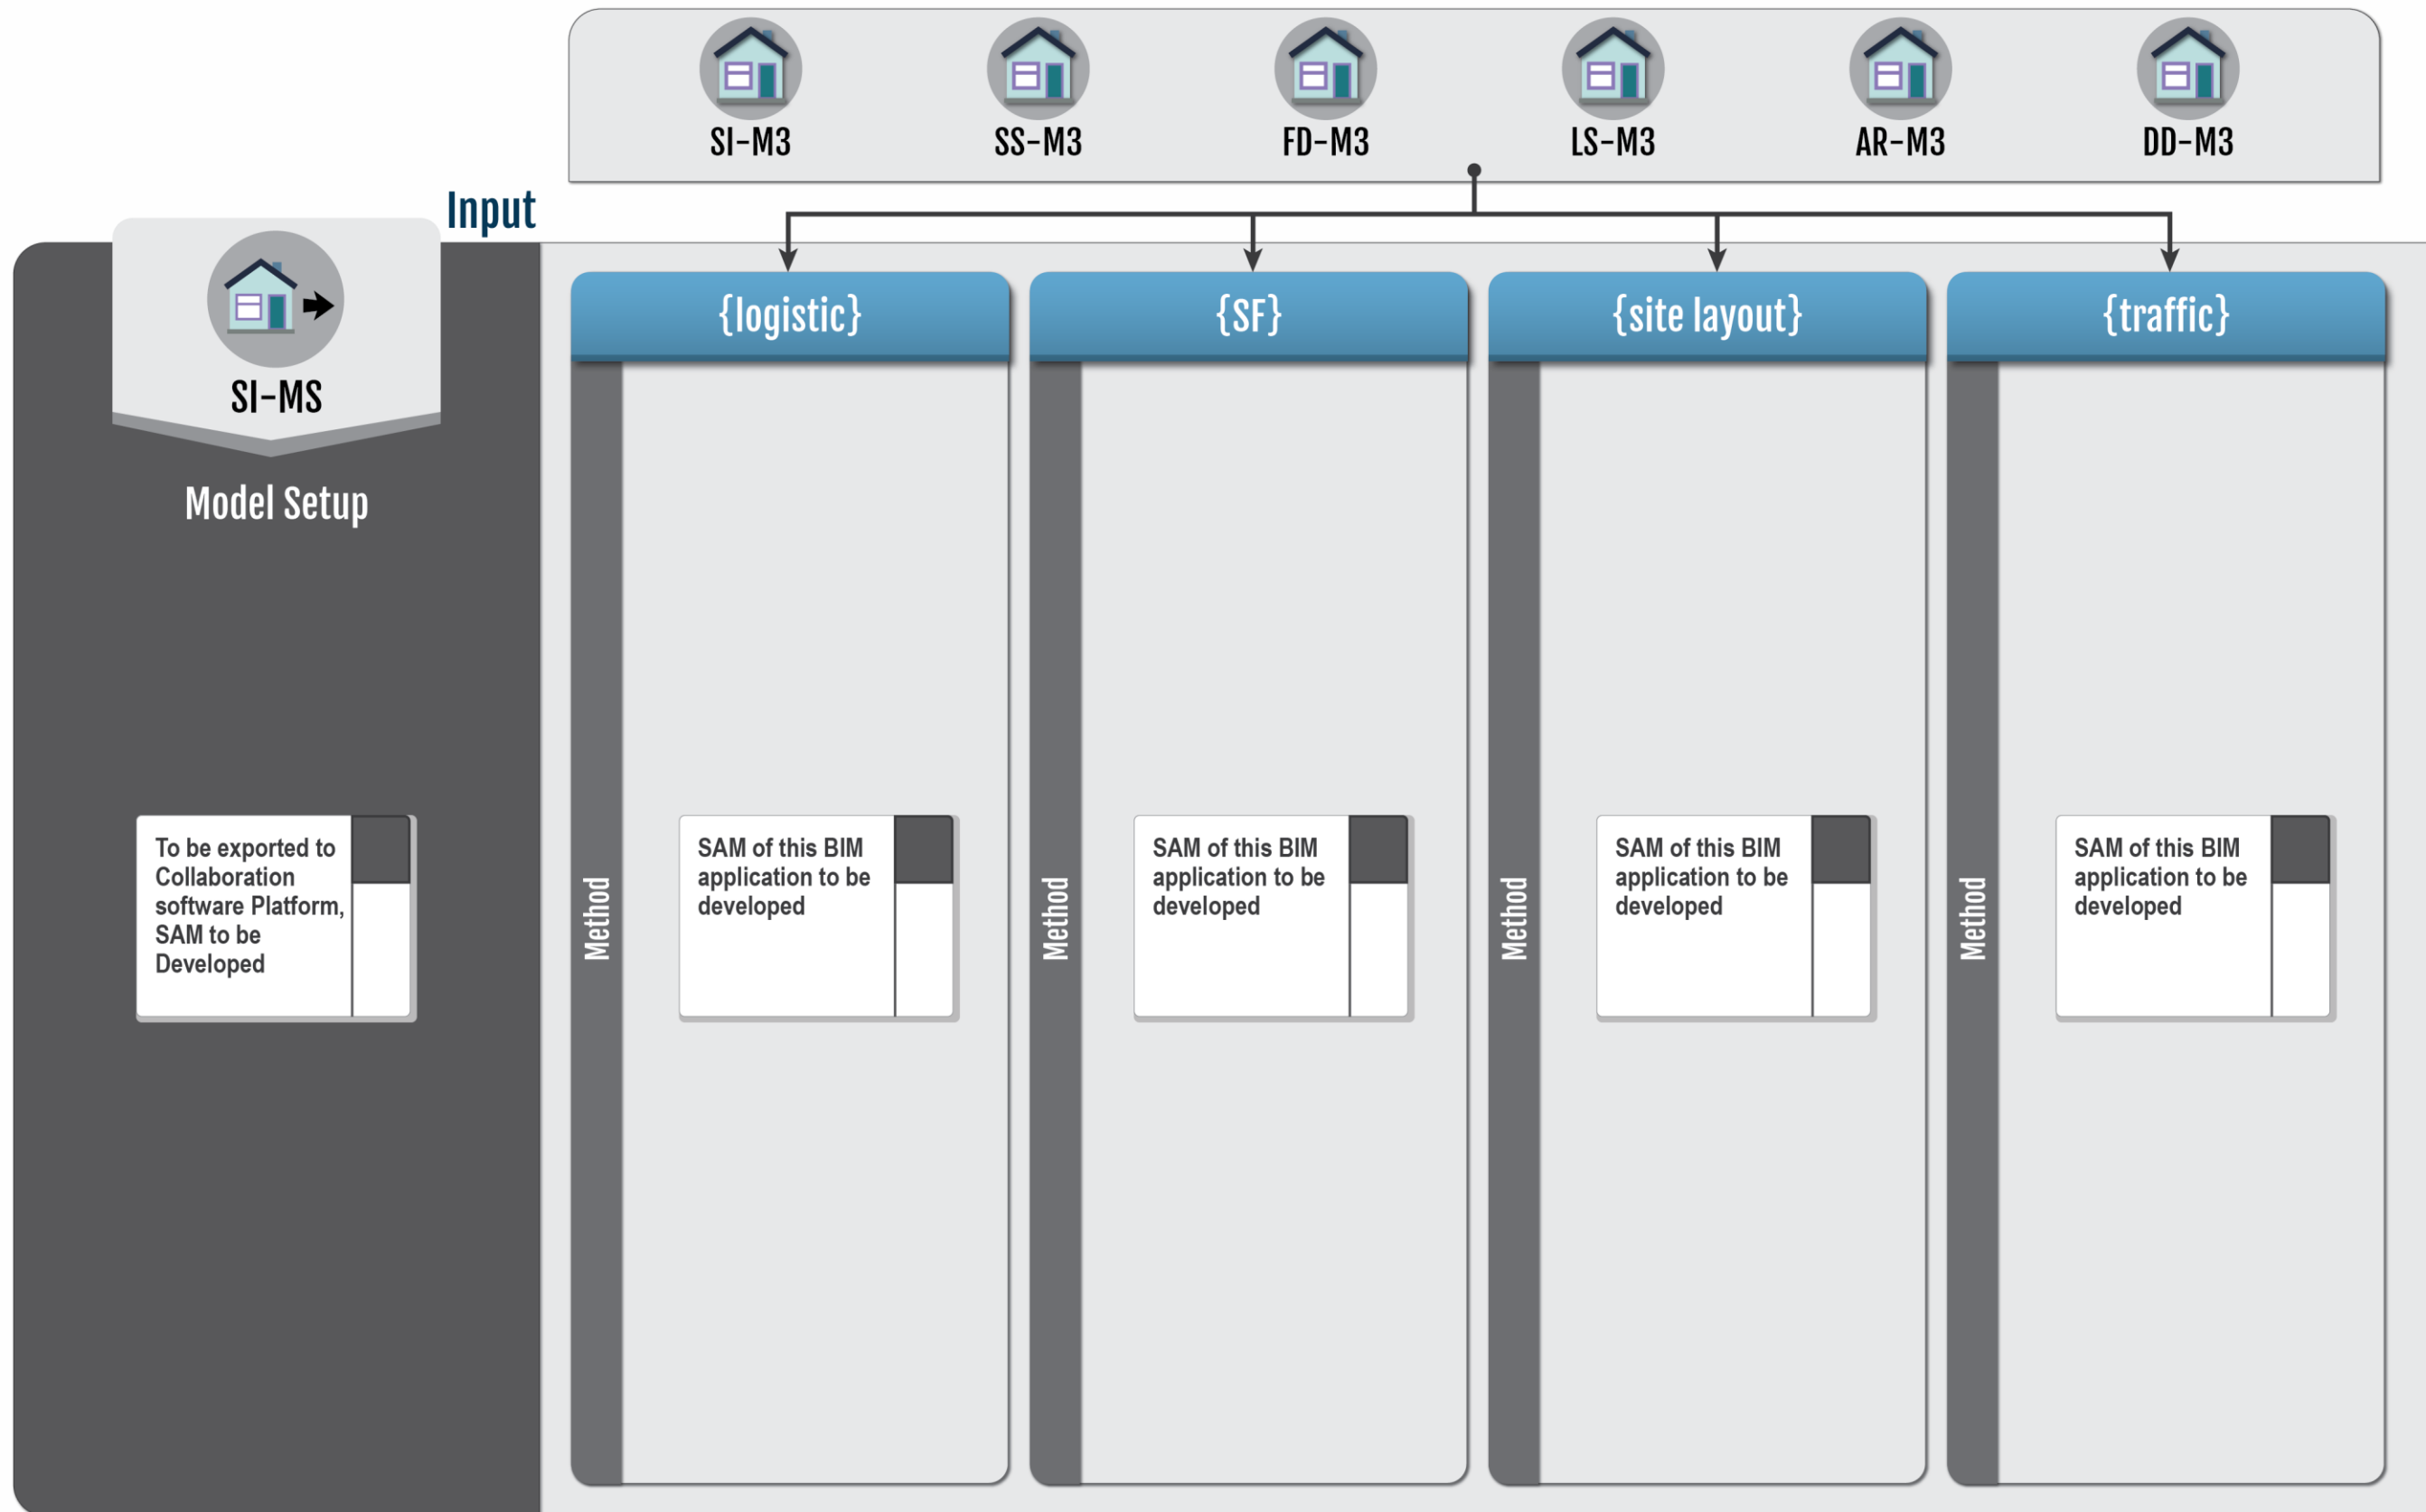 SI-M3
SS-M3
FD-M3
LS-M3
AR-M3
DD-M3
Input
SI-MS
Model Setup
To be exported to
Collaboration
software Platform,
SAM to be
Developed
{logistic}
Method
SAM of this BIM
application to be
developed
{SF}
Method
SAM of this BIM
application to be
developed
{site layout}
Method
SAM of this BIM
application to be
developed
{traffic}
Method
SAM of this BIM
application to be
developed